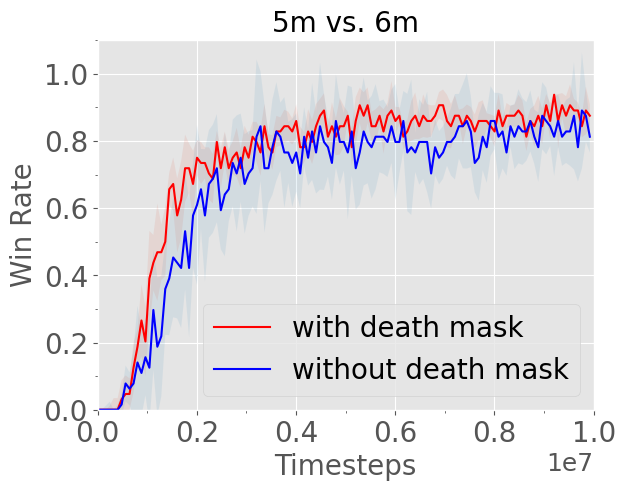 5m vs. 6m
1.0
0.8
0.6
0.4
0.2
0.0
Win Rate
with death mask
without death mask
0.0 0.2 0.4 0.6 0.8 1.0
Timesteps
1e7